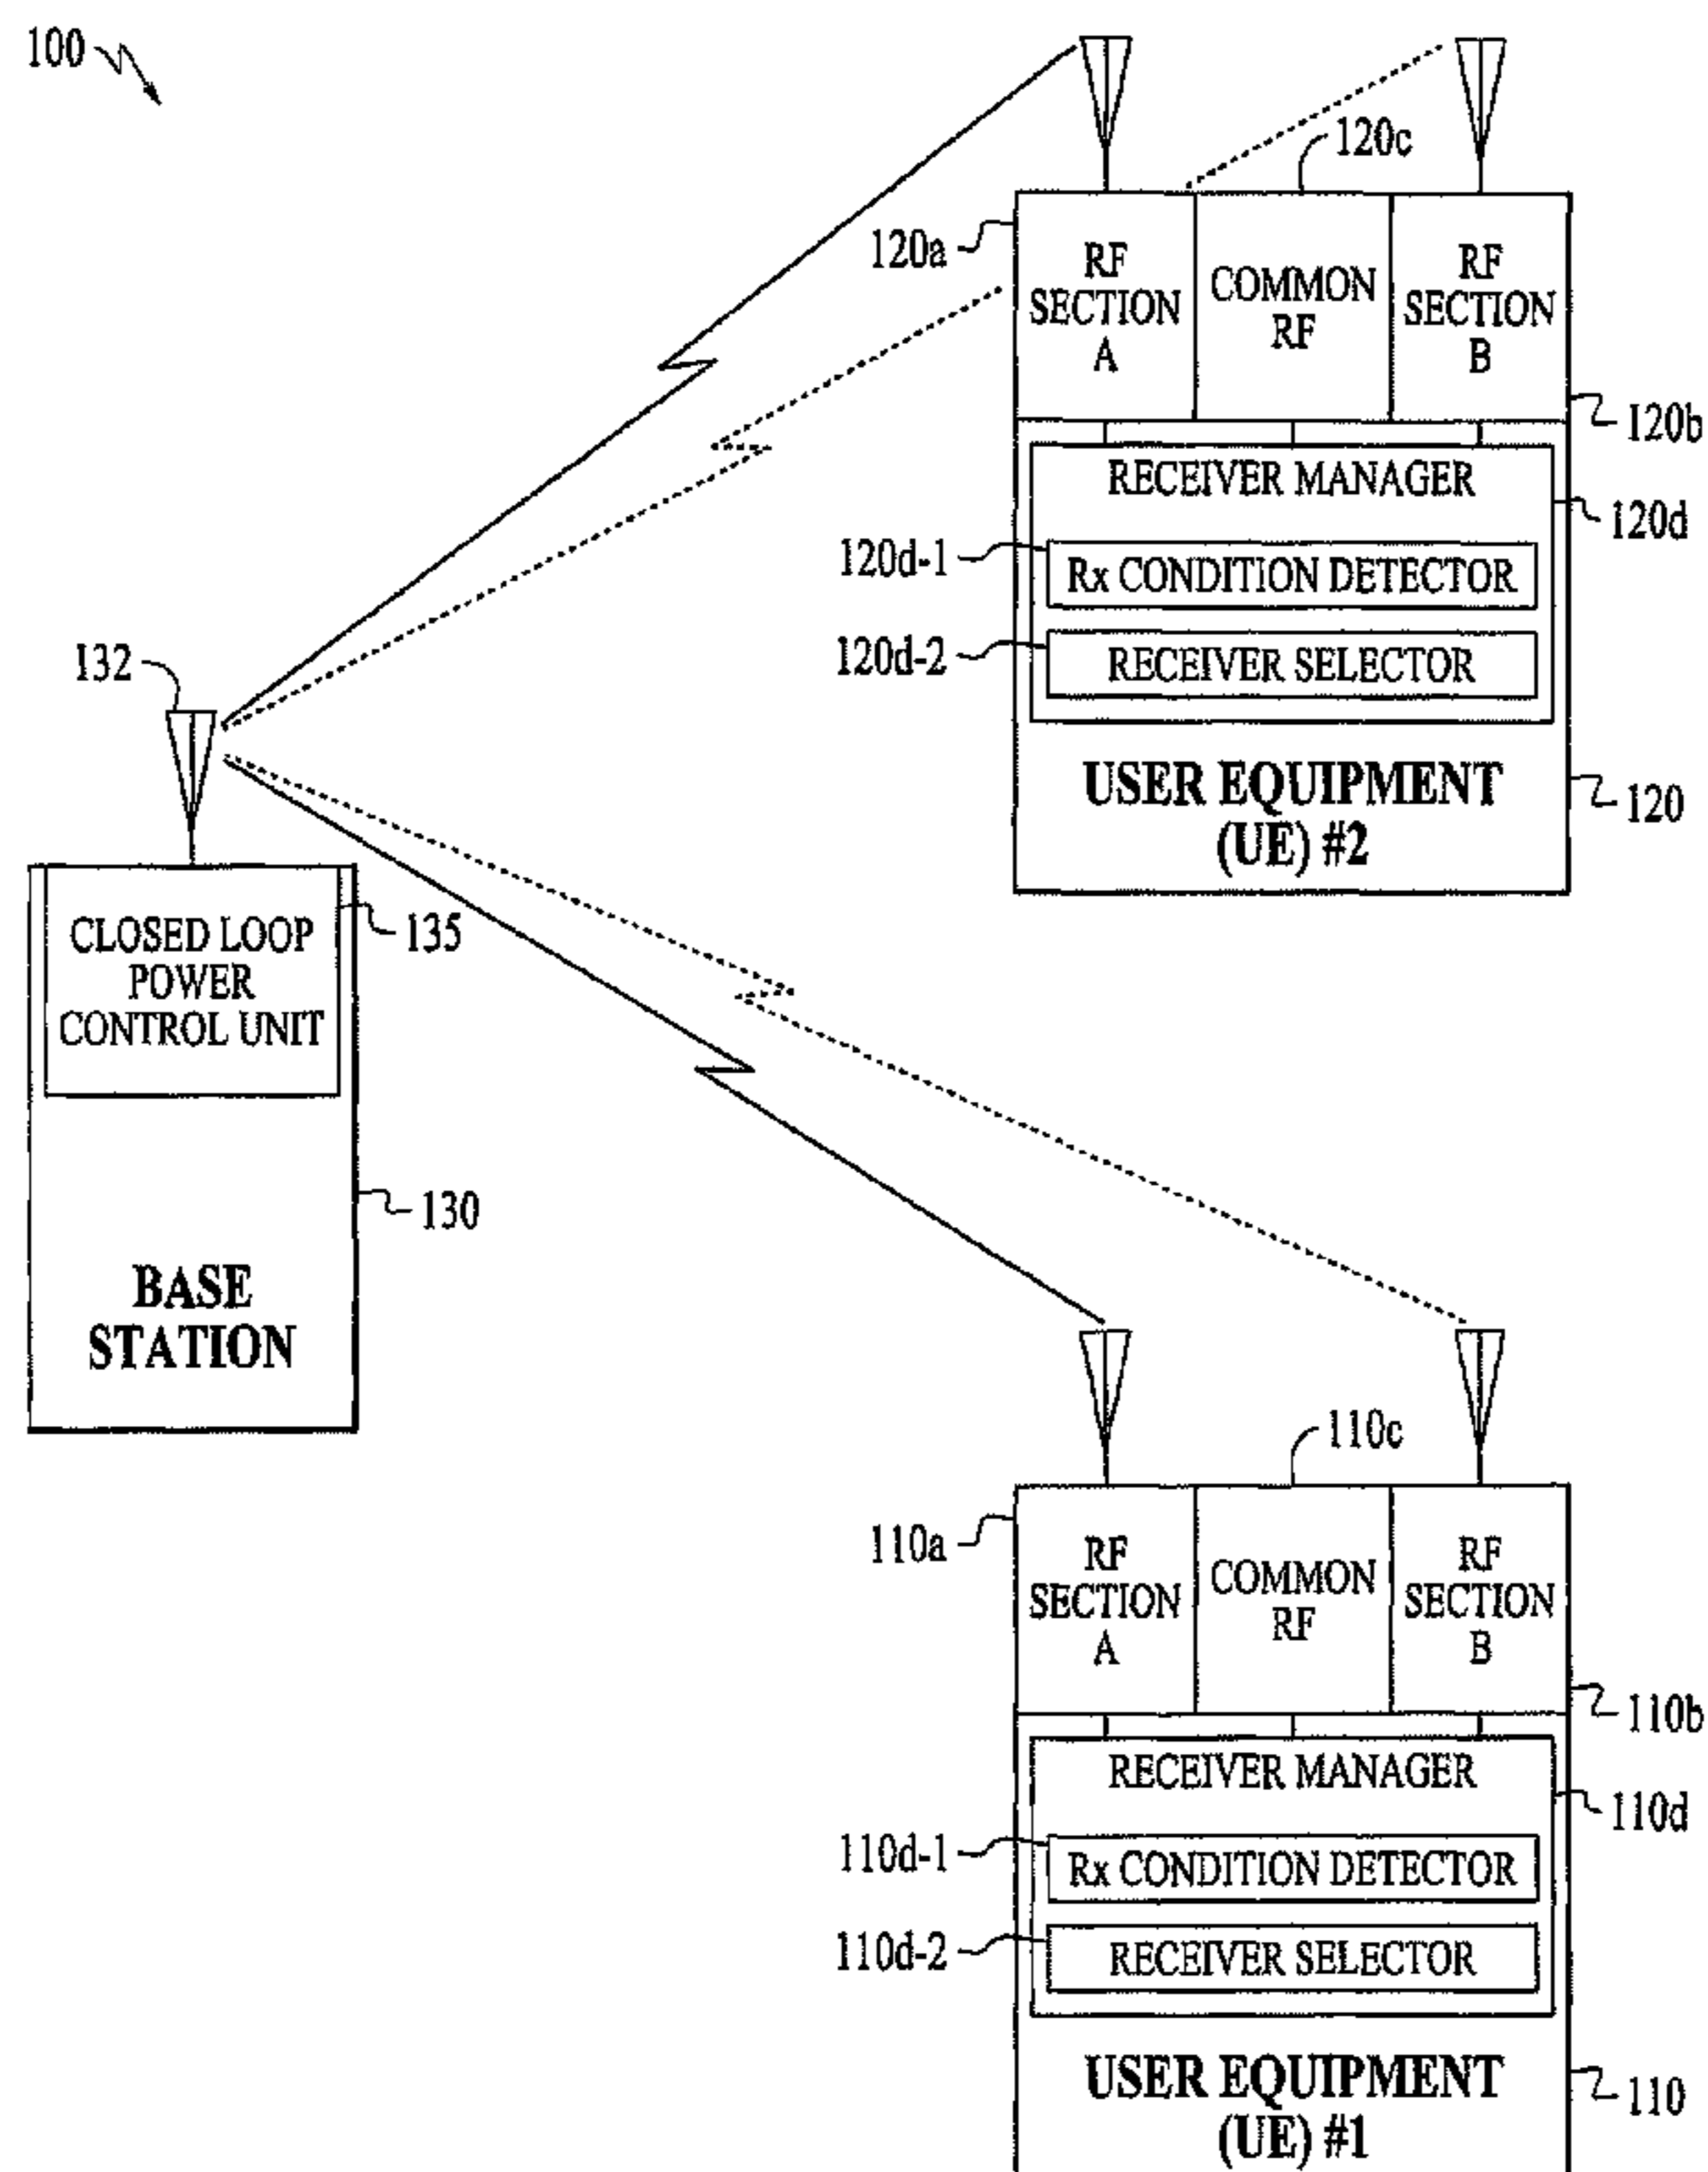 100
120c
120a
RF
SECTION
A
COMMON
RF
RF
SECTION
B
120b
RECEIVER MANAGER
120d
120d-1
Rx CONDITION DETECTOR
120d-2
RECEIVER SELECTOR
USER EQUIPMENT
(UE) #2
120
132
CLOSED LOOP
POWER
CONTROL UNIT
135
130
BASE
STATION
110c
110a
RF
SECTION
A
COMMON
RF
RF
SECTION
B
110b
RECEIVER MANAGER
110d
110d-1
Rx CONDITION DETECTOR
110d-2
RECEIVER SELECTOR
USER EQUIPMENT
(UE) #1
110